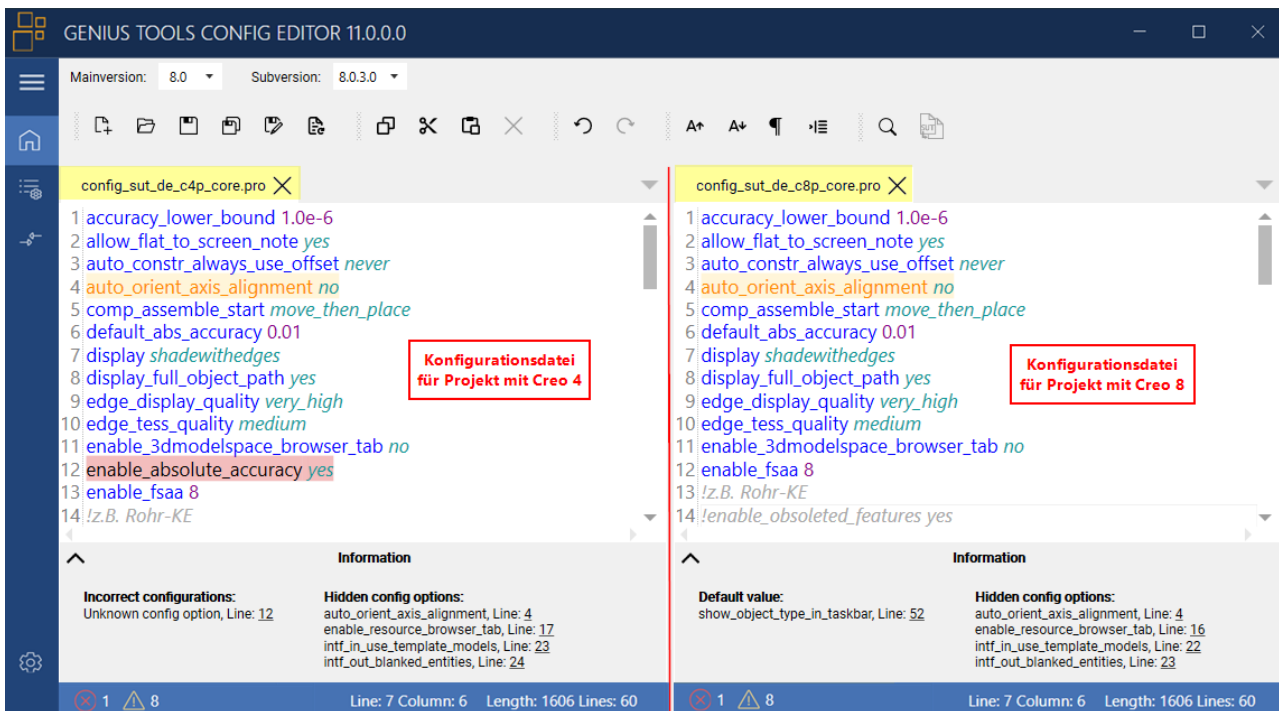 GENIUS TOOLS CONFIG EDITOR 11.0.0.0
Mainversion: 8.0 Subversion: 8.0.3.0
config_sut_de_c4p_core.pro
1 accuracy_lower_bound 1.0e-6
2 allow_flat_to_screen_note yes
3 auto_constr_always_use_offset never
4 auto_orient_axis_alignment no
5 comp_assemble_start move_then_place
6 default_abs_accuracy 0.01
7 display shadewithedges
8 display_full_object_path yes
9 edge_display_quality very_high
10 edge_tess_quality medium
11 enable_3dmodelspace_browser_tab no
12 enable_absolute_accuracy yes
13 enable_fsaa 8
14 !z.B. Rohr-KE
Konfigurationsdatei
für Projekt mit Creo 4
Information
Incorrect configurations:
Unknown config option, Line: 12
Hidden config options:
auto_orient_axis_alignment, Line: 4
enable_resource_browser_tab, Line: 17
intf_in_use_template_models, Line: 23
intf_out_blanked_entities, Line: 24
1 8 Line: 7 Column: 6 Length: 1606 Lines: 60
config_sut_de_c8p_core.pro
1 accuracy_lower_bound 1.0e-6
2 allow_flat_to_screen_note yes
3 auto_constr_always_use_offset never
4 auto_orient_axis_alignment no
5 comp_assemble_start move_then_place
6 default_abs_accuracy 0.01
7 display shadewithedges
8 display_full_object_path yes
9 edge_display_quality very_high
10 edge_tess_quality medium
11 enable_3dmodelspace_browser_tab no
12 enable_fsaa 8
13 !z.B. Rohr-KE
14 !enable_obsoleted_features yes
Konfigurationsdatei
für Projekt mit Creo 8
Information
Default value:
show_object_type_in_taskbar, Line: 52
Hidden config options:
auto_orient_axis_alignment, Line: 4
enable_resource_browser_tab, Line: 16
intf_in_use_template_models, Line: 22
intf_out_blanked_entities, Line: 23
1 8 Line: 7 Column: 6 Length: 1606 Lines: 60